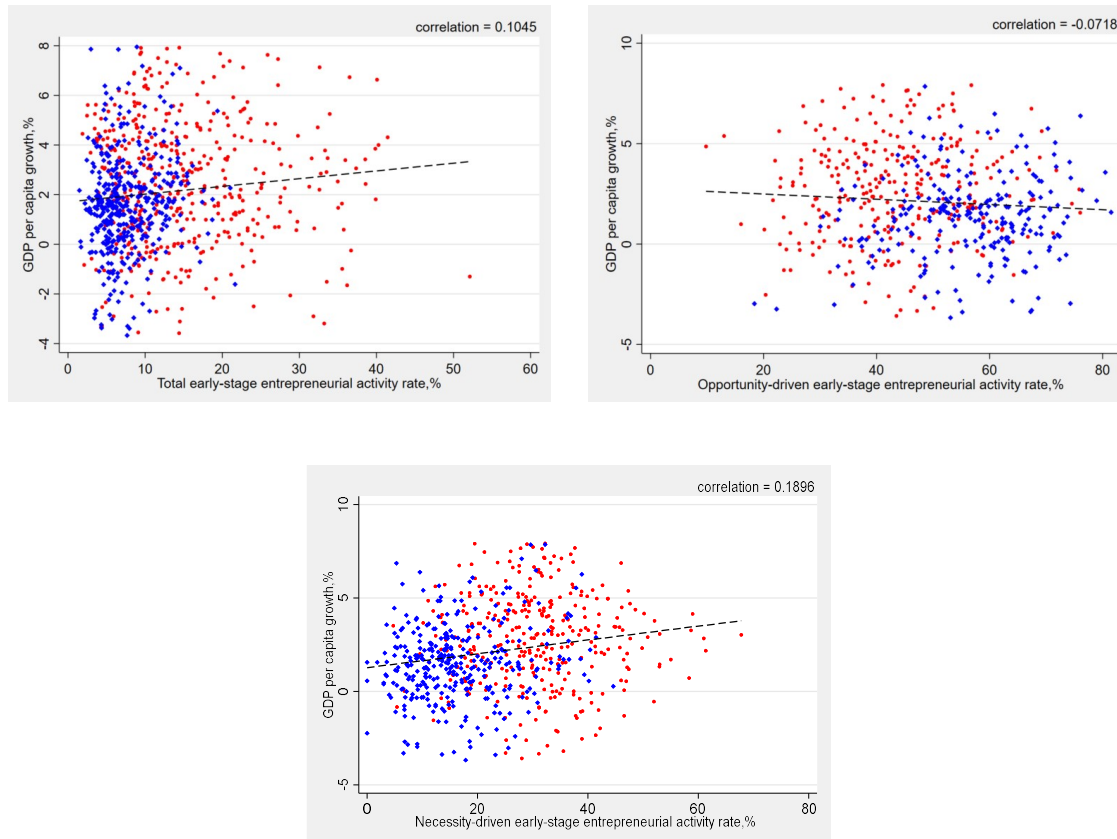 correlation = 0.1045
GDP per capita growth,%
8
6
4
2
0
-2
-4
0 10 20 30 40 50 60
Total early-stage entrepreneurial activity rate,%
correlation = -0.0718
GDP per capita growth,%
10
5
0
-5
0 20 40 60 80
Opportunity-driven early-stage entrepreneurial activity rate,%
correlation = 0.1896
GDP per capita growth,%
10
5
0
-5
0 20 40 60 80
Necessity-driven early-stage entrepreneurial activity rate,%